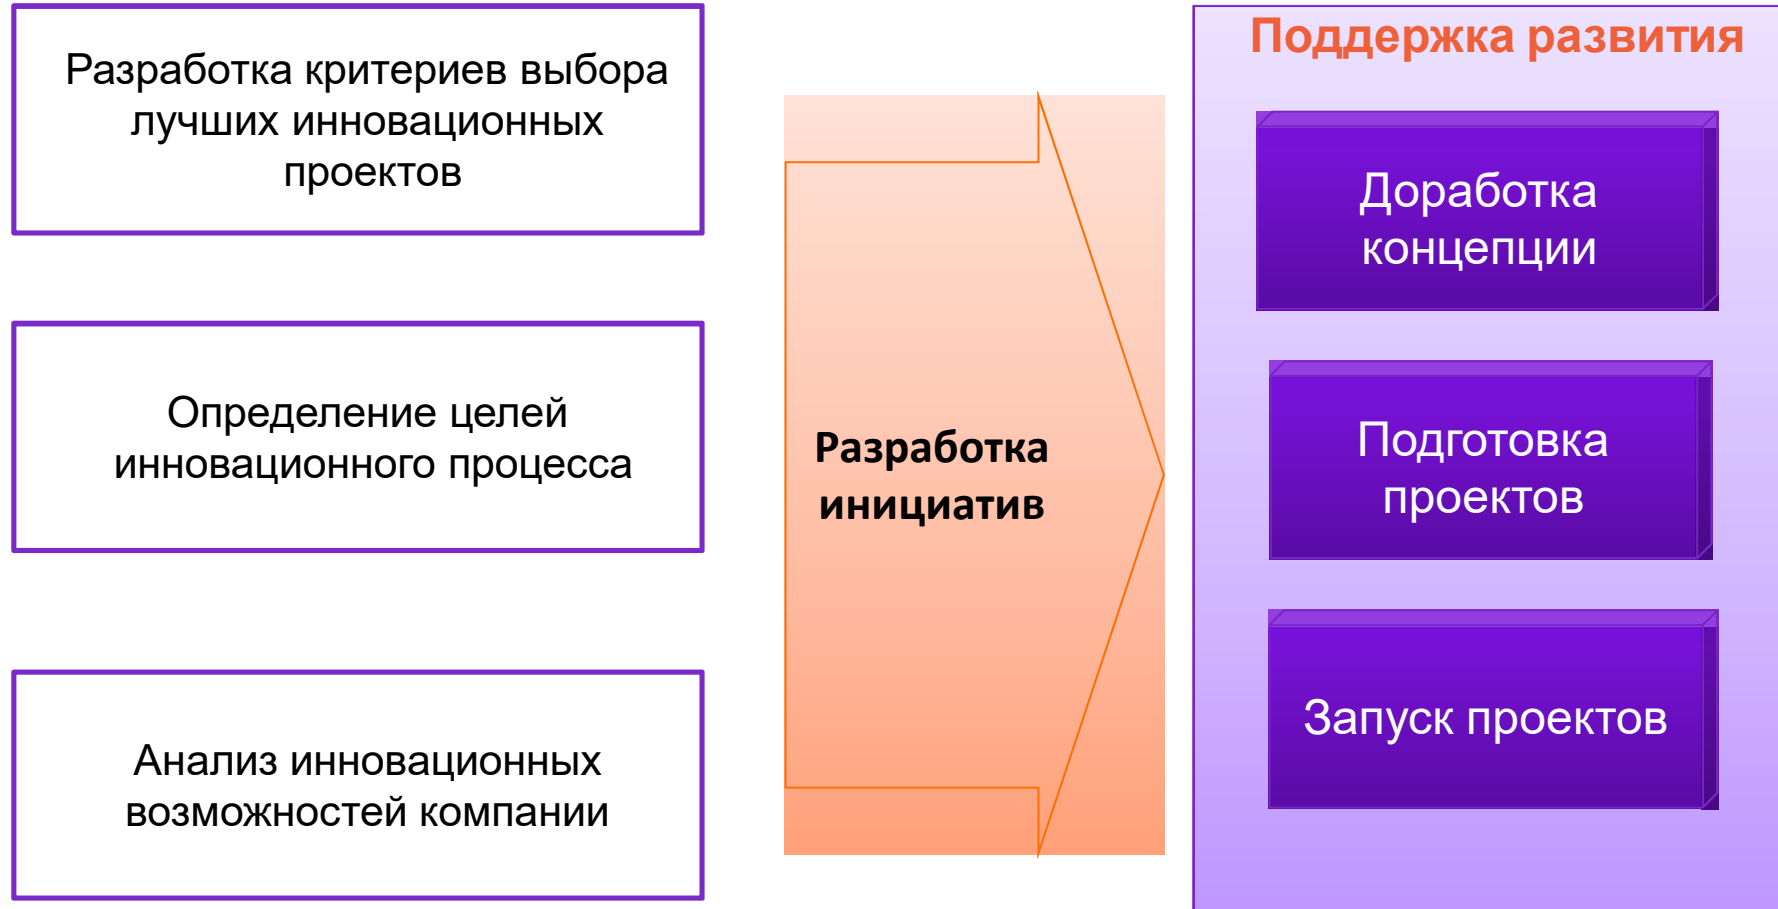 Разработка критериев выбора
лучших инновационных
проектов
Определение целей
инновационного процесса
Анализ инновационных
возможностей компании
Разработка
инициатив
Поддержка развития
Доработка
концепции
Подготовка
проектов
Запуск проектов